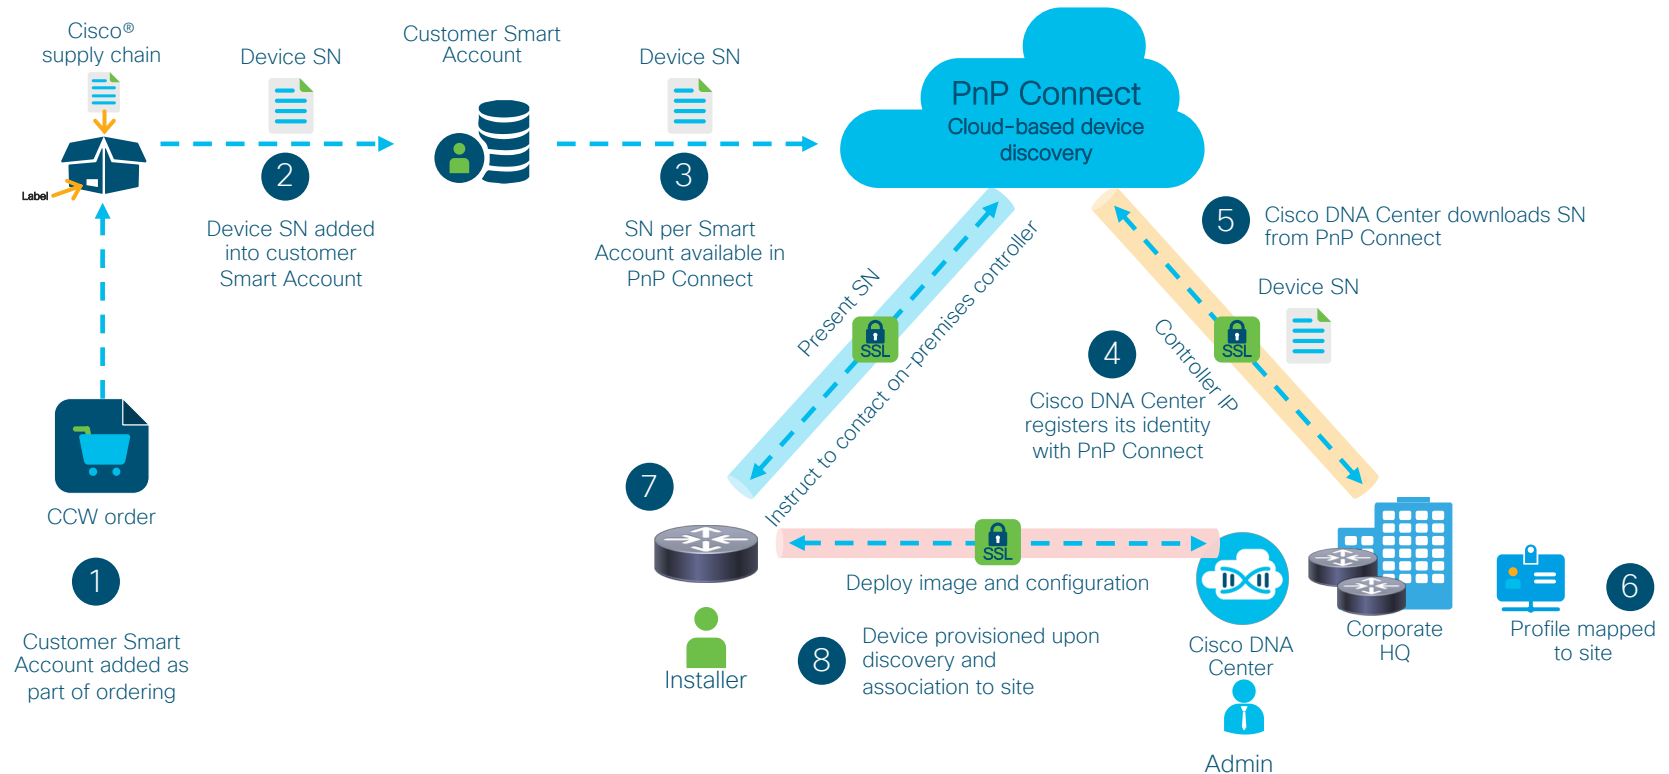 Cisco®
supply chain
Label
CCW order
1
Customer Smart
Account added as
part of ordering
Device SN
2
Device SN added
into customer
Smart Account
Customer Smart
Account
Device SN
3
SN per Smart
Account available in
PnP Connect
PnP Connect
Cloud-based device
discovery
Present SN
SSL
Instruct to contact on-premises controller
4
Cisco DNA Center
registers its identity
with PnP Connect
Controller IP
SSL
5
Cisco DNA Center downloads SN
from PnP Connect
Device SN
6
Profile mapped
to site
Corporate
HQ
Cisco DNA
Center
Admin
7
Installer
SSL
Deploy image and configuration
8
Device provisioned upon
discovery and
association to site